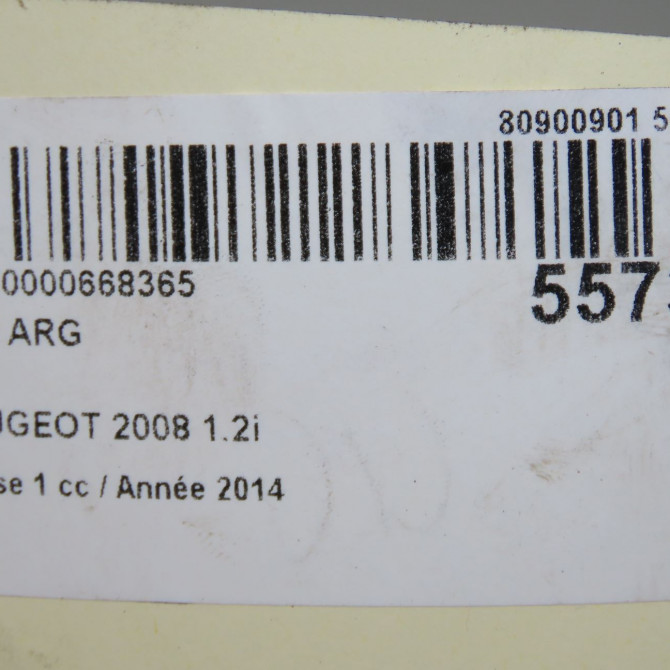 80900901 5
0000668365
557
ARG
UGEOT 2008 1.2i
se 1 cc / Année 2014